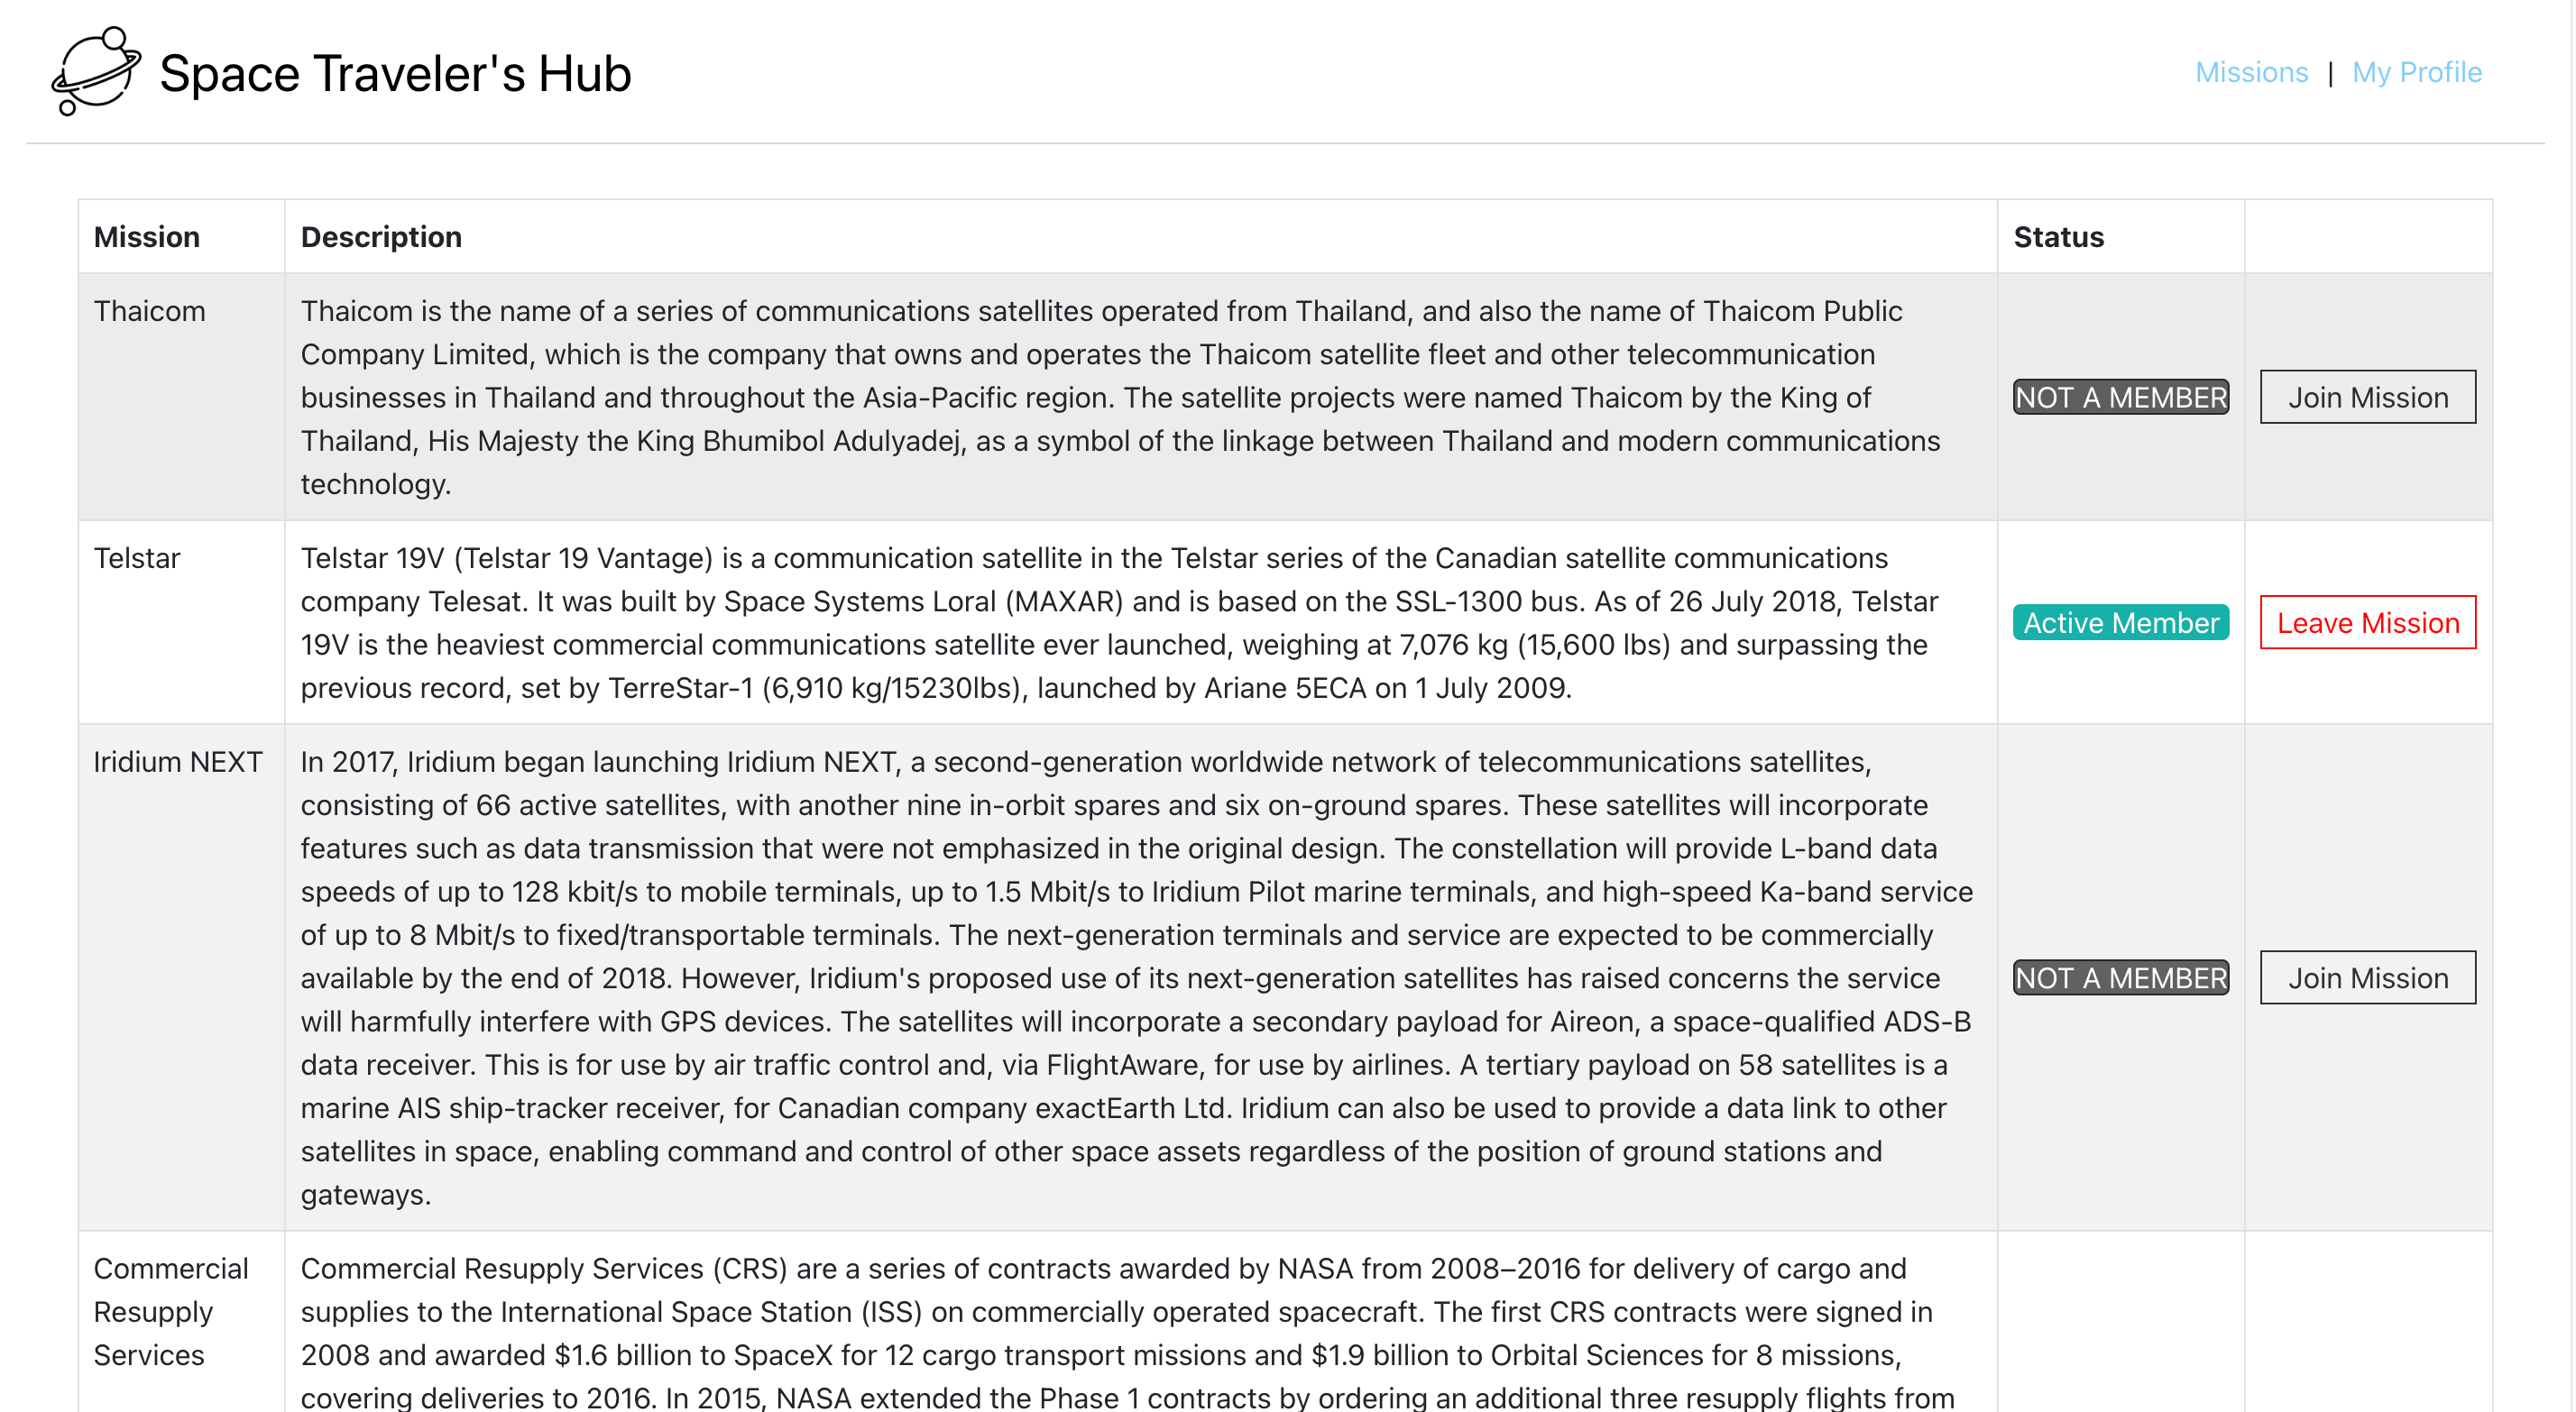 Space Traveler's Hub
Missions | My Profile
Mission Description Status
Thaicom
Thaicom is the name of a series of communications satellites operated from Thailand, and also the name of Thaicom Public
Company Limited, which is the company that owns and operates the Thaicom satellite fleet and other telecommunication
businesses in Thailand and throughout the Asia-Pacific region. The satellite projects were named Thaicom by the King of
Thailand, His Majesty the King Bhumibol Adulyadej, as a symbol of the linkage between Thailand and modern communications
technology.
NOT A MEMBER
Join Mission
Telstar
Telstar 19V (Telstar 19 Vantage) is a communication satellite in the Telstar series of the Canadian satellite communications
company Telesat. It was built by Space Systems Loral (MAXAR) and is based on the SSL-1300 bus. As of 26 July 2018, Telstar
19V is the heaviest commercial communications satellite ever launched, weighing at 7,076 kg (15,600 lbs) and surpassing the
previous record, set by TerreStar-1 (6,910 kg/15230lbs), launched by Ariane 5ECA on 1 July 2009.
Active Member
Leave Mission
Iridium NEXT
In 2017, Iridium began launching Iridium NEXT, a second-generation worldwide network of telecommunications satellites,
consisting of 66 active satellites, with another nine in-orbit spares and six on-ground spares. These satellites will incorporate
features such as data transmission that were not emphasized in the original design. The constellation will provide L-band data
speeds of up to 128 kbit/s to mobile terminals, up to 1.5 Mbit/s to Iridium Pilot marine terminals, and high-speed Ka-band service
of up to 8 Mbit/s to fixed/transportable terminals. The next-generation terminals and service are expected to be commercially
available by the end of 2018. However, Iridium's proposed use of its next-generation satellites has raised concerns the service
will harmfully interfere with GPS devices. The satellites will incorporate a secondary payload for Aireon, a space-qualified ADS-B
data receiver. This is for use by air traffic control and, via FlightAware, for use by airlines. A tertiary payload on 58 satellites is a
marine AIS ship-tracker receiver, for Canadian company exactEarth Ltd. Iridium can also be used to provide a data link to other
satellites in space, enabling command and control of other space assets regardless of the position of ground stations and
gateways.
NOT A MEMBER
Join Mission
Commercial
Resupply
Services
Commercial Resupply Services (CRS) are a series of contracts awarded by NASA from 2008–2016 for delivery of cargo and
supplies to the International Space Station (ISS) on commercially operated spacecraft. The first CRS contracts were signed in
2008 and awarded $1.6 billion to SpaceX for 12 cargo transport missions and $1.9 billion to Orbital Sciences for 8 missions,
covering deliveries to 2016. In 2015, NASA extended the Phase 1 contracts by ordering an additional three resupply flights from